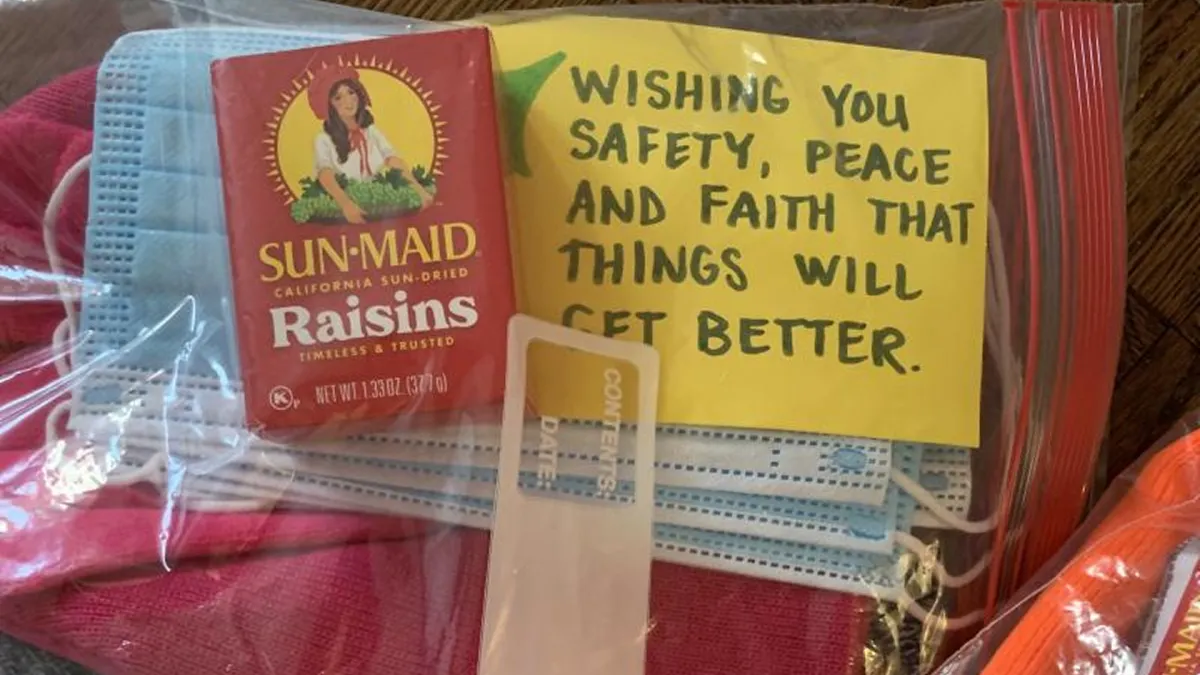 SUN·MAID®
CALIFORNIA SUN-DRIED
Raisins
TIMELESS & TRUSTED
K P NET WT. 1.33 OZ. (37.7g)
WISHING YOU
SAFETY, PEACE
AND FAITH THAT
THINGS WILL
GET BETTER.
CONTENTS:
DATE: